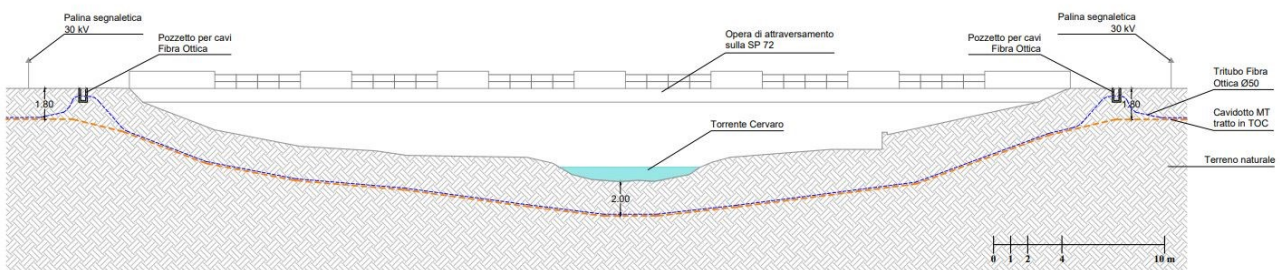 Palina segnaletica
30 kV
Pozzetto per cavi
Fibra Ottica
Opera di attraversamento
sulla SP 72
Pozzetto per cavi
Fibra Ottica
Palina segnaletica
30 kV
Tritubo Fibra
Ottica Ø50
1.80
1.80
Cavidotto MT
tratto in TOC
Torrente Cervaro
Terreno naturale
2.00
0 1 2 4 10 m